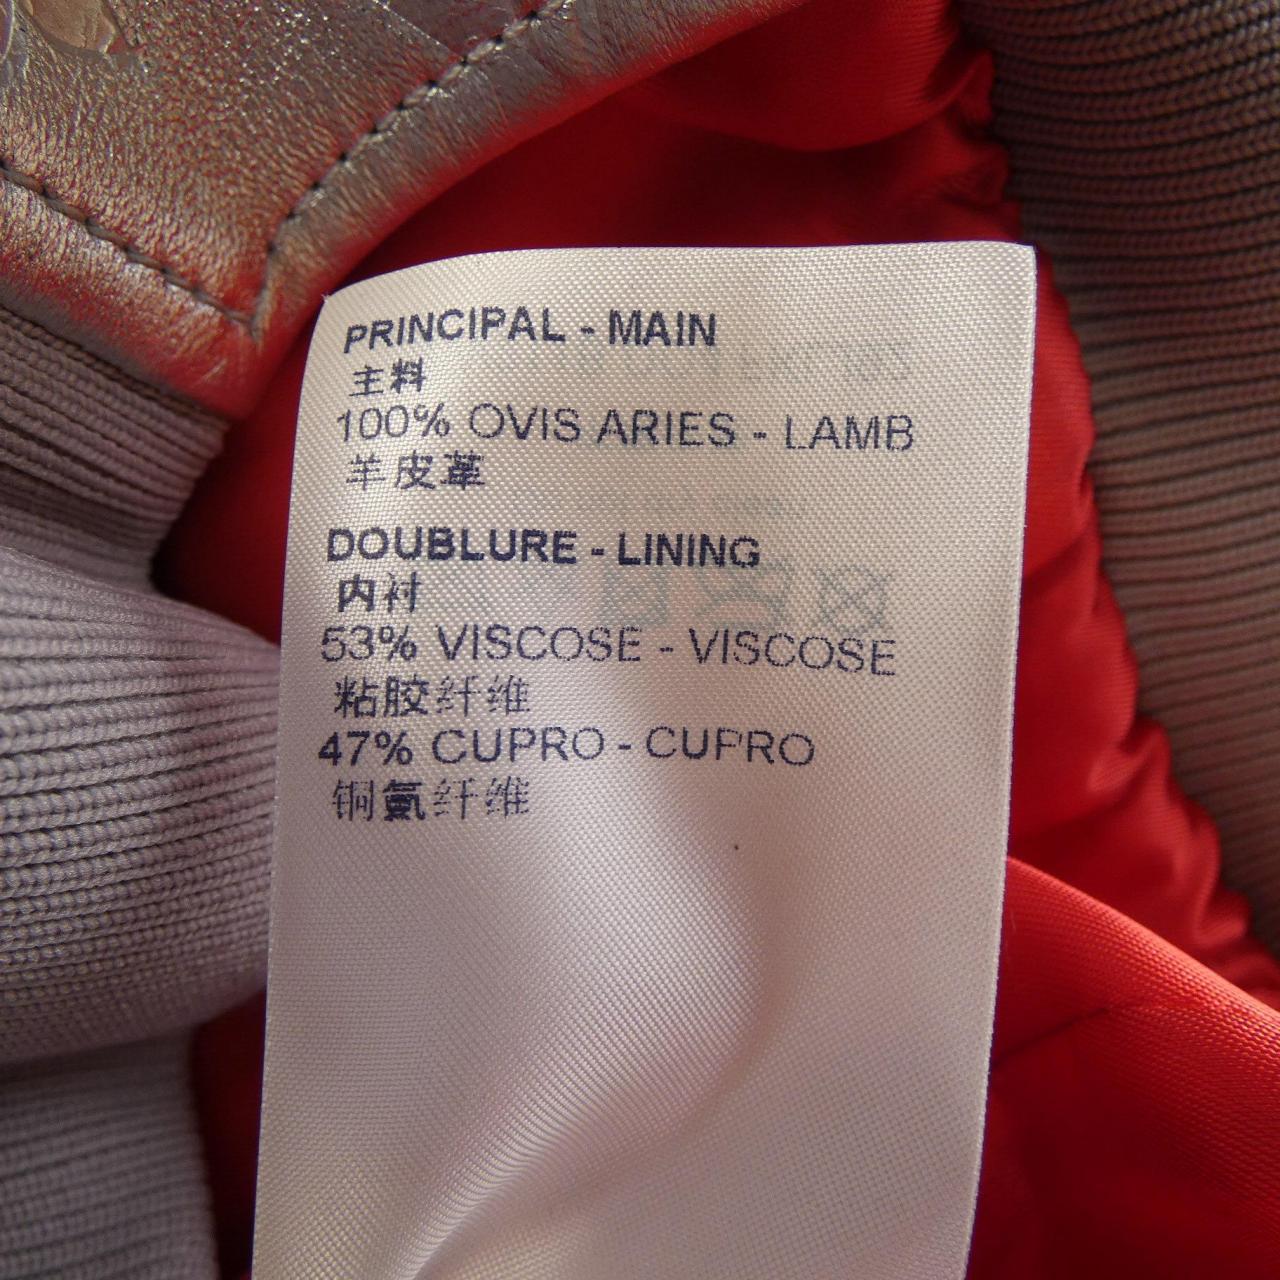 PRINCIPAL - MAIN
主料
100% OVIS ARIES - LAMB
羊皮革
DOUBLURE - LINING
内衬
53% VISCOSE - VISCOSE
粘胶纤维
47% CUPRO - CUPRO
铜氨纤维